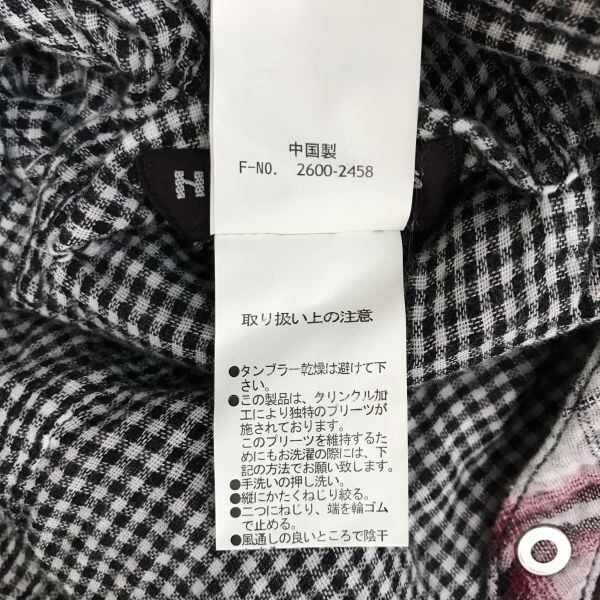 中国製
F-NO. 2600-2458
H
取り扱い上の注意
●タンブラー乾燥は避けて下
さい。
●この製品は、クリンクル加
工により独特のプリーツが
施されております。
このプリーツを維持するた
めにもお洗濯の際には、下
記の方法でお願い致します。
●手洗いの押し洗い。
●縦にかたくねじり絞る。
●二つにねじり、端を輪ゴム
で止める。
●風通しの良いところで陰干